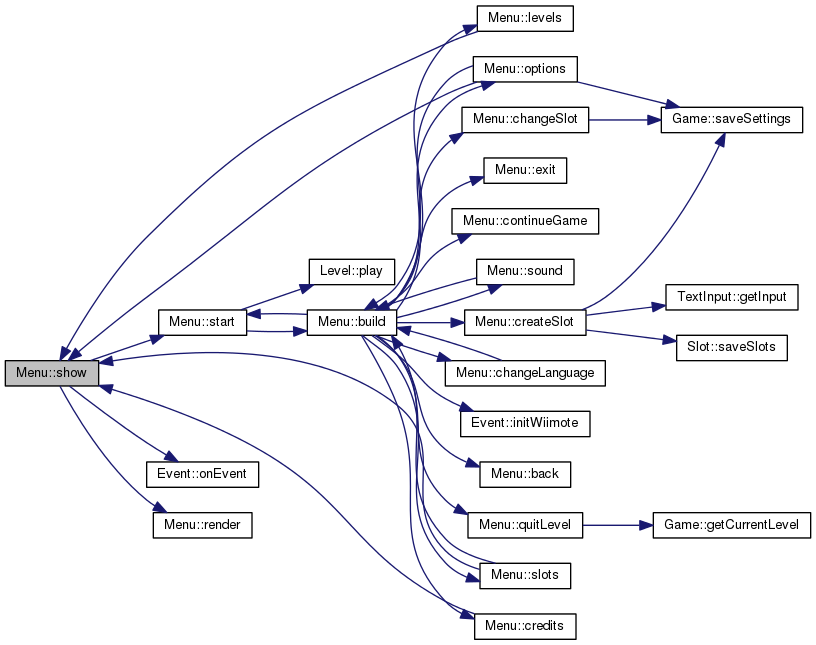 Menu::levels
Menu::options
Menu::changeSlot
Game::saveSettings
Menu::exit
Menu::continueGame
Level::play
Menu::sound
TextInput::getInput
Menu::start
Menu::build
Menu::createSlot
Slot::saveSlots
Menu::show
Menu::changeLanguage
Event::initWiimote
Event::onEvent
Menu::back
Menu::render
Menu::quitLevel
Game::getCurrentLevel
Menu::slots
Menu::credits